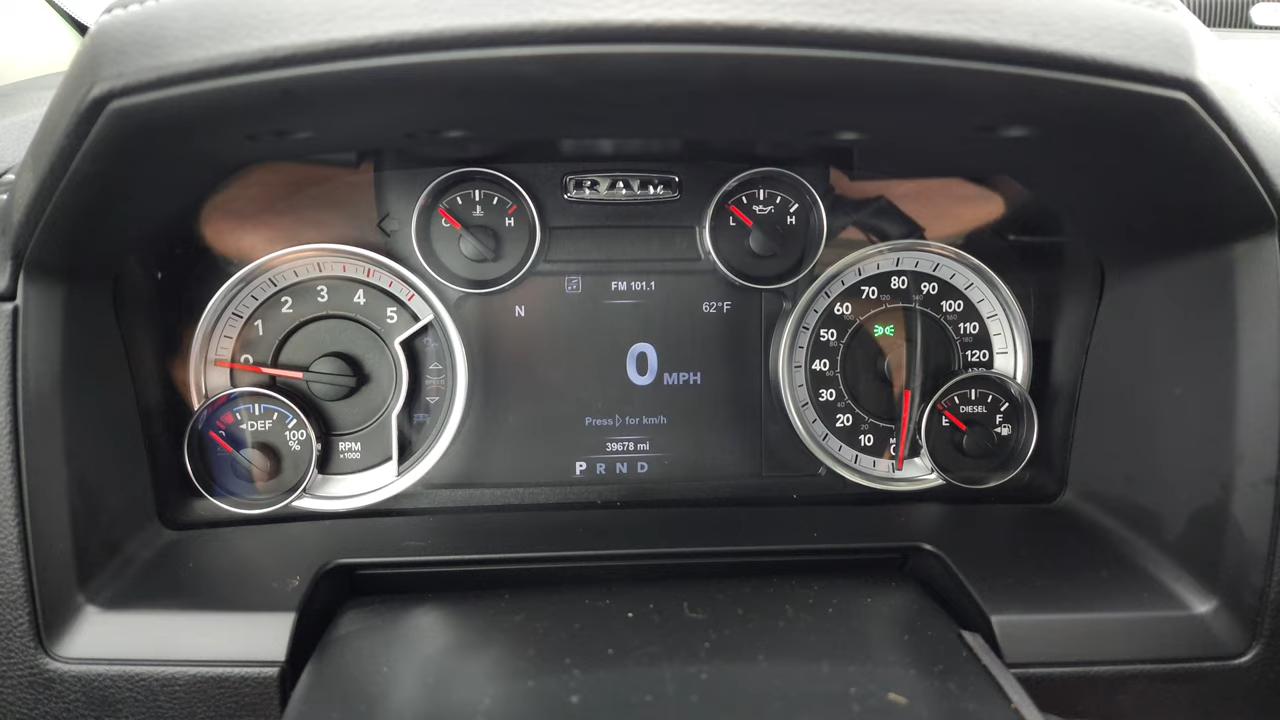 RAM
C H
L H
FM 101.1
N 62°F
0 MPH
Press ▷ for km/h
39678 mi
P R N D
0 1 2 3 4 5
RPM
×1000
DEF
100
%
10 20 30 40 50 60 70 80 90 100 110 120
DIESEL
E F